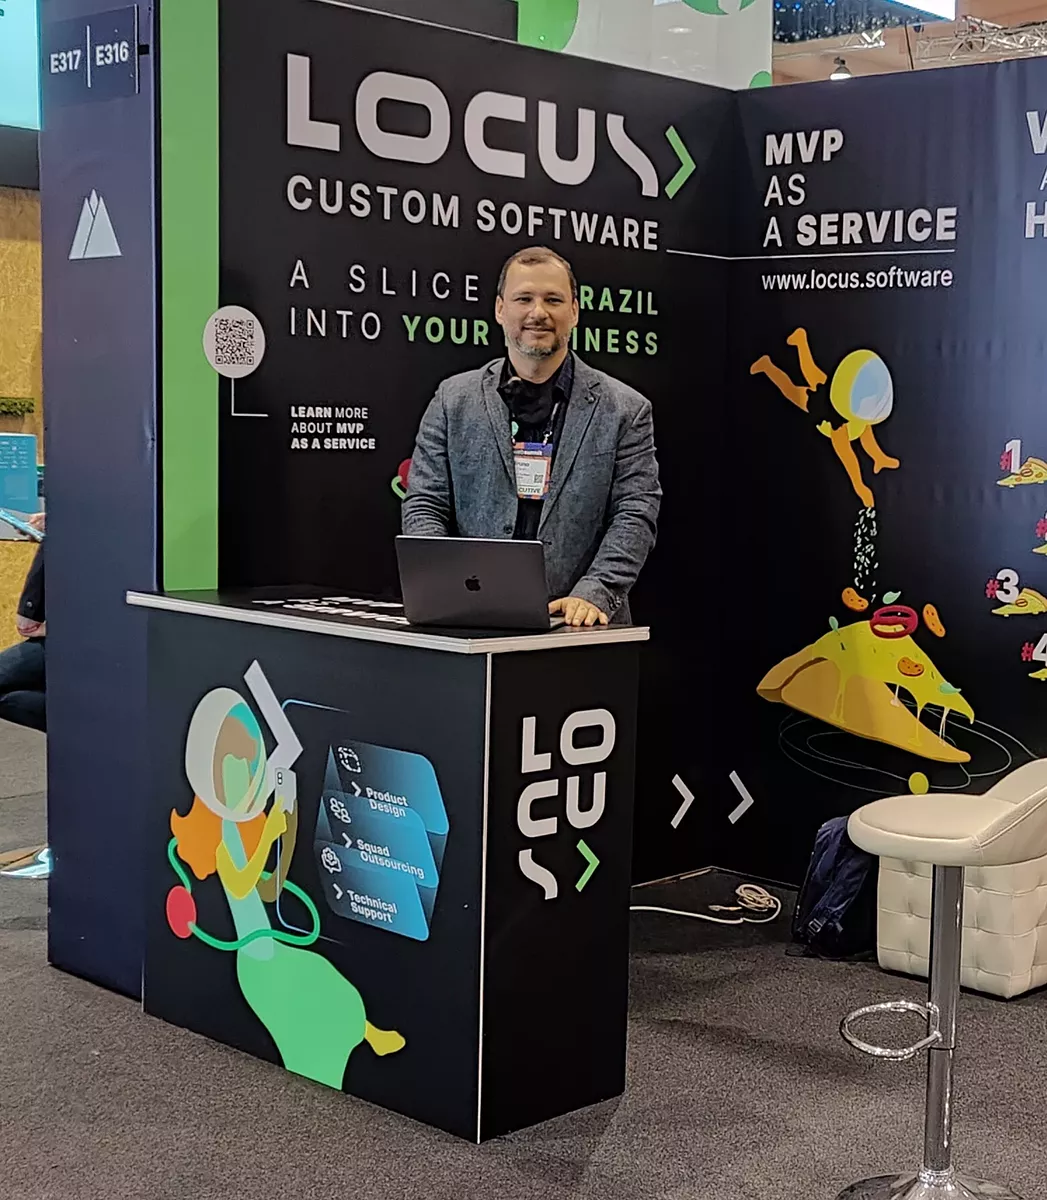 E317 | E316
LOCUS
CUSTOM SOFTWARE
A SLICE RAZIL
INTO YOUR INESS
LEARN MORE
ABOUT MVP
AS A SERVICE
MVP
AS
A SERVICE
www.locus.software
W
A
H
#1
#3
#4
Product
Design
Squad
Outsourcing
Technical
Support
LO
CU
S